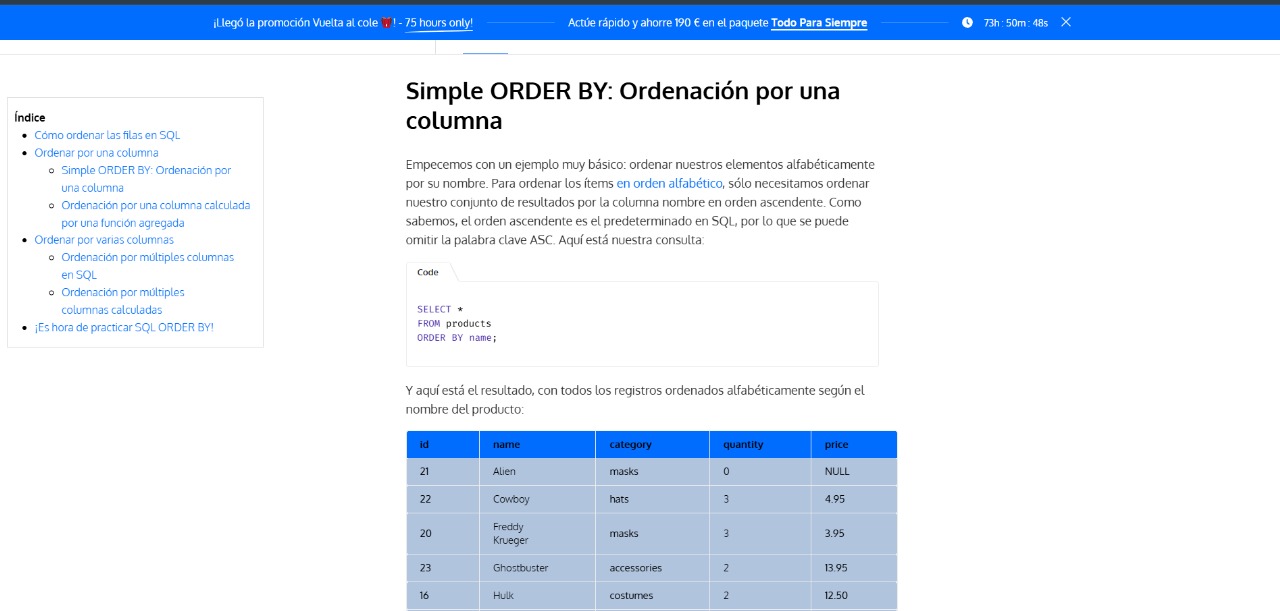 ¡Llegó la promoción Vuelta al cole ! - 75 hours only!
Actúe rápido y ahorre 190 € en el paquete Todo Para Siempre
73h : 50m : 48s
Índice
Cómo ordenar las filas en SQL
Ordenar por una columna
Simple ORDER BY: Ordenación por
una columna
Ordenación por una columna calculada
por una función agregada
Ordenar por varias columnas
Ordenación por múltiples columnas
en SQL
Ordenación por múltiples
columnas calculadas
¡Es hora de practicar SQL ORDER BY!
Simple ORDER BY: Ordenación por una
columna
Empecemos con un ejemplo muy básico: ordenar nuestros elementos alfabéticamente
por su nombre. Para ordenar los ítems en orden alfabético, sólo necesitamos ordenar
nuestro conjunto de resultados por la columna nombre en orden ascendente. Como
sabemos, el orden ascendente es el predeterminado en SQL, por lo que se puede
omitir la palabra clave ASC. Aquí está nuestra consulta:
Code
SELECT *
FROM products
ORDER BY name;
Y aquí está el resultado, con todos los registros ordenados alfabéticamente según el
nombre del producto:
id name category quantity price
21 Alien masks 0 NULL
22 Cowboy hats 3 4.95
20 Freddy Krueger masks 3 3.95
23 Ghostbuster accessories 2 13.95
16 Hulk costumes 2 12.50